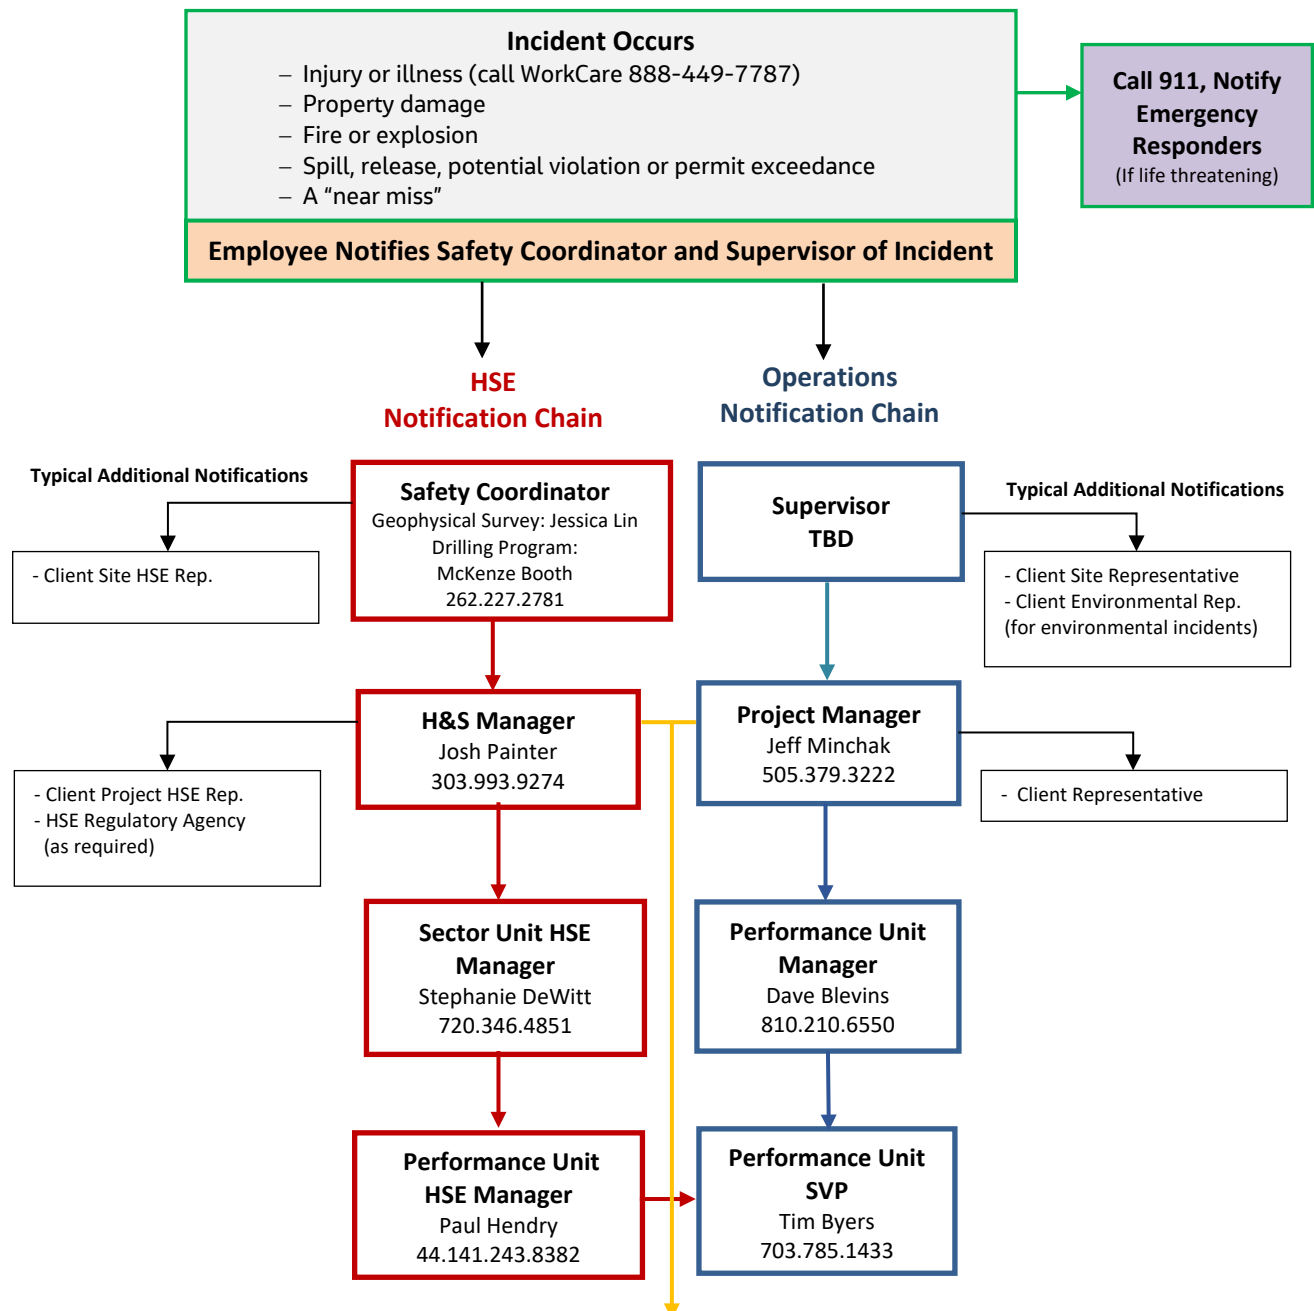 Incident Occurs
– Injury or illness (call WorkCare 888-449-7787)
– Property damage
– Fire or explosion
– Spill, release, potential violation or permit exceedance
– A “near miss”
Call 911, Notify
Emergency
Responders
(If life threatening)
Employee Notifies Safety Coordinator and Supervisor of Incident
HSE
Notification Chain
Operations
Notification Chain
Typical Additional Notifications
- Client Site HSE Rep.
Safety Coordinator
Geophysical Survey: Jessica Lin
Drilling Program:
McKenze Booth
262.227.2781
Supervisor
TBD
Typical Additional Notifications
- Client Site Representative
- Client Environmental Rep.
(for environmental incidents)
H&S Manager
Josh Painter
303.993.9274
Project Manager
Jeff Minchak
505.379.3222
- Client Project HSE Rep.
- HSE Regulatory Agency
(as required)
- Client Representative
Sector Unit HSE
Manager
Stephanie DeWitt
720.346.4851
Performance Unit
Manager
Dave Blevins
810.210.6550
Performance Unit
HSE Manager
Paul Hendry
44.141.243.8382
Performance Unit
SVP
Tim Byers
703.785.1433